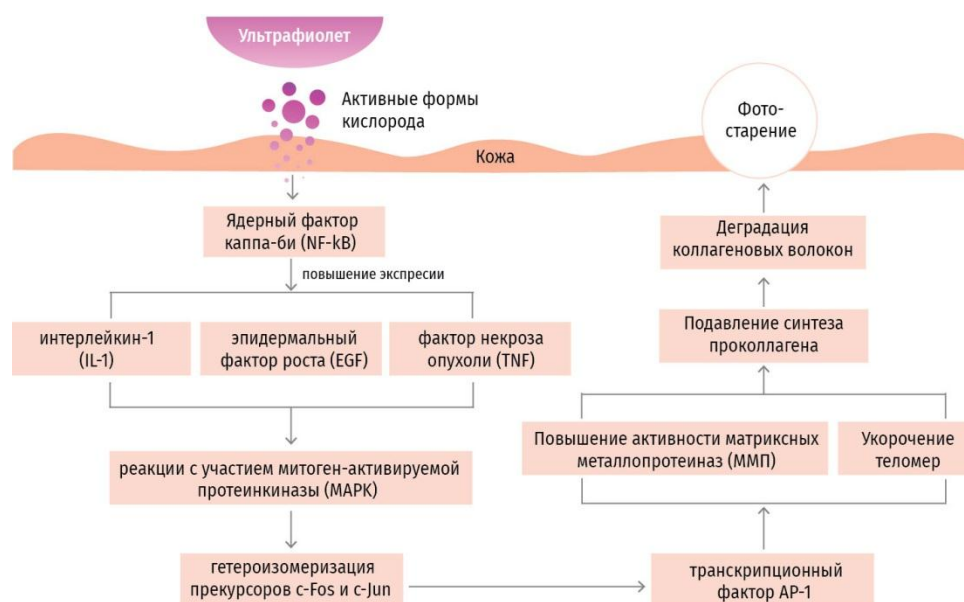 Ультрафиолет
Активные формы
кислорода
Фото-
старение
Кожа
Ядерный фактор
каппа-би (NF-kB)
повышение экспресии
интерлейкин-1
(IL-1)
эпидермальный
фактор роста (EGF)
фактор некроза
опухоли (TNF)
реакции с участием митоген-активируемой
протеинкиназы (MAPK)
гетероизомеризация
прекурсоров c-Fos и c-Jun
транскрипционный
фактор AP-1
Повышение активности матриксных
металлопротеиназ (ММП)
Укорочение
теломер
Подавление синтеза
проколлагена
Деградация
коллагеновых волокон